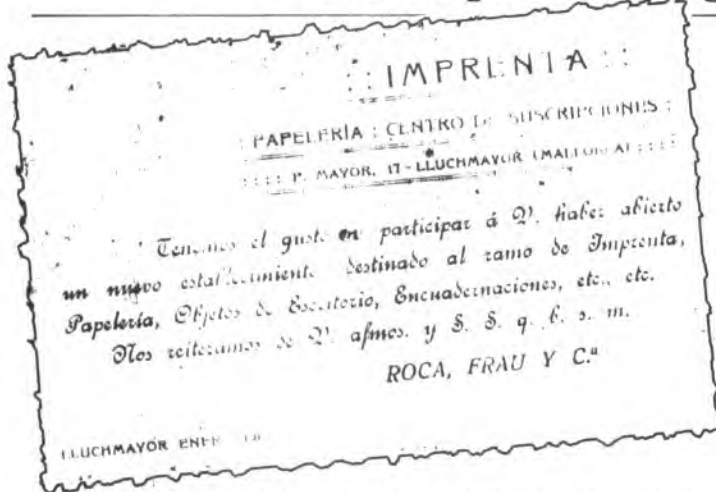 :: IMPRENTA ::
: PAPELERÍA : CENTRO DE SUSCRIPCIONES :
:::: P. MAYOR, 17-LLUCHMAYOR (MALLORCA) ::::
Tenemos el gusto en participar á V. haber abierto
un nuevo establecimiento destinado al ramo de Imprenta,
Papelería, Objetos de Escritorio, Encuadernaciones, etc., etc.
Nos reiteramos de V. afmos. y S. S. q. b. s. m.
ROCA, FRAU Y C.ª
LLUCHMAYOR ENERO